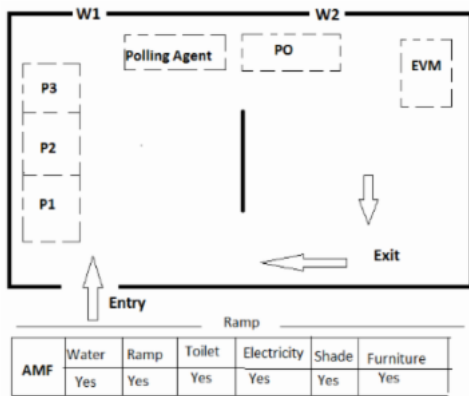 W1 W2
Polling Agent PO EVM
P3
P2
P1
Exit
Entry
Ramp
AMF Water Ramp Toilet Electricity Shade Furniture
Yes Yes Yes Yes Yes Yes